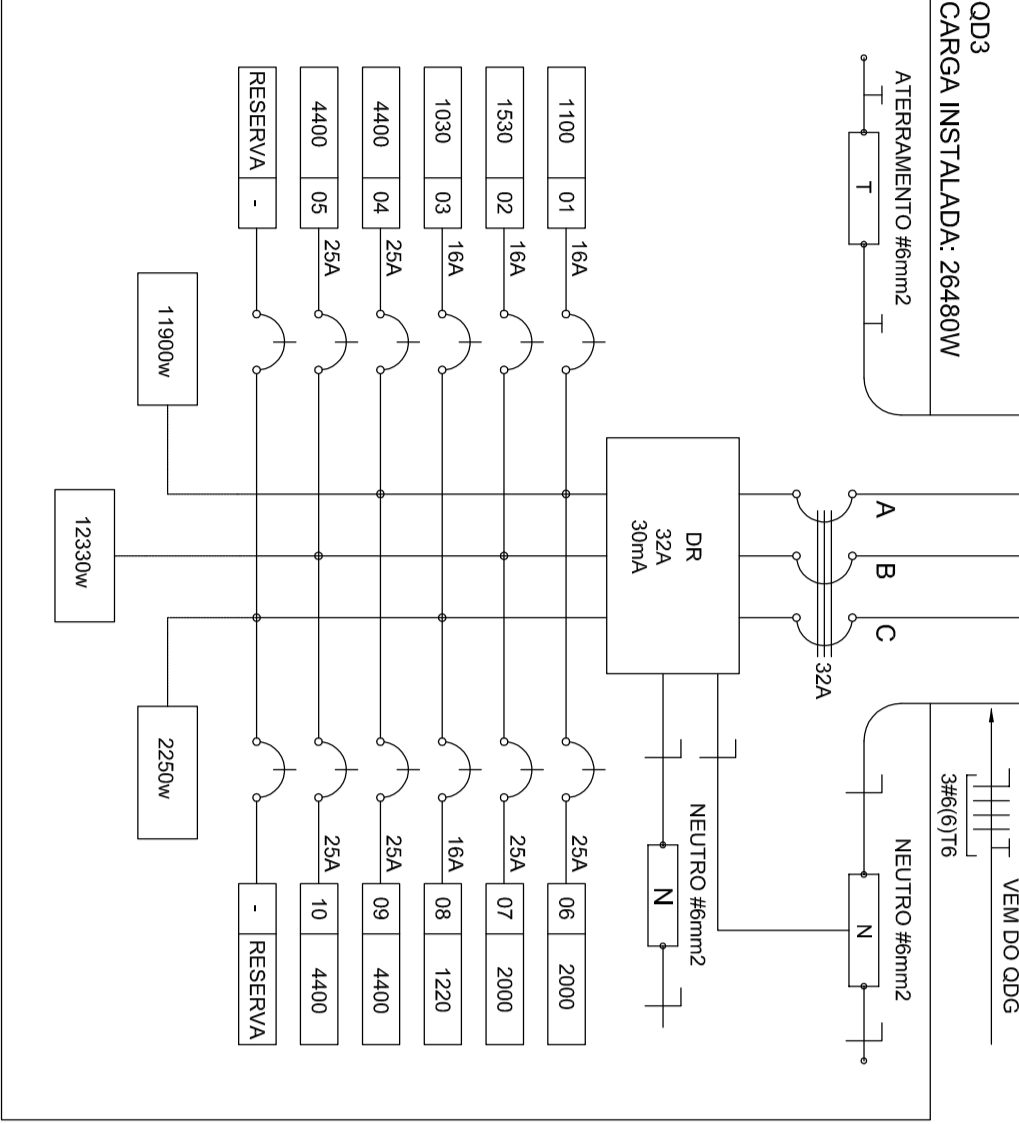 QD3
CARGA INSTALADA: 26480W
VEM DO QDG
3#6(6)T6
ATERRAMENTO #6mm2
T
A
B
C
32A
NEUTRO #6mm2
N
DR
32A
30mA
NEUTRO #6mm2
N
1100 01 16A
25A 06 2000
1530 02 16A
25A 07 2000
1030 03 16A
16A 08 1220
4400 04 25A
25A 09 4400
4400 05 25A
25A 10 4400
RESERVA -
- RESERVA
11900w
12330w
2250w